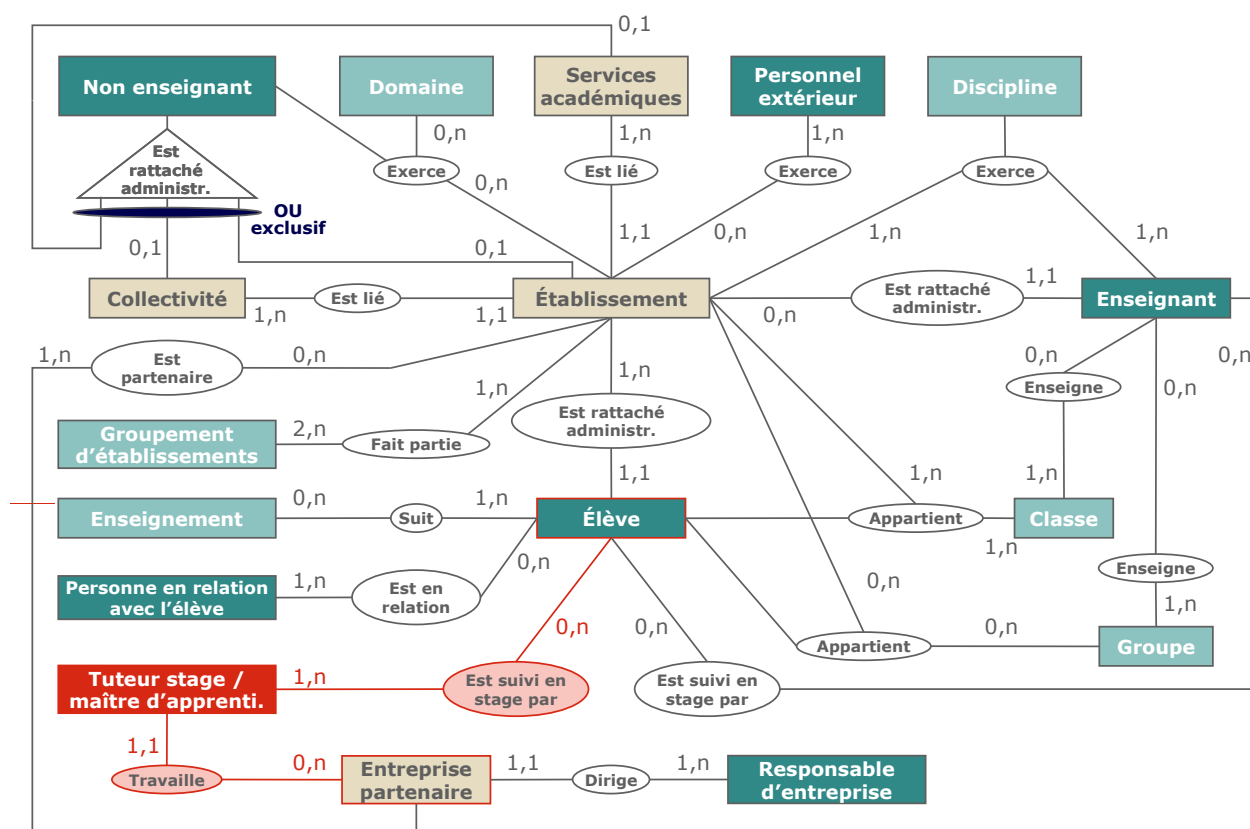 0,1
Non enseignant
Domaine
Services
académiques
Personnel
extérieur
Discipline
0,n
1,n
1,n
Est
rattaché
administr.
Exerce
Est lié
Exerce
Exerce
0,n
OU
exclusif
0,1
0,1
1,1
0,n
1,n
1,n
Collectivité
Est lié
Établissement
Est rattaché
administr.
1,1
Enseignant
1,n
1,1
0,n
1,n
Est
partenaire
0,n
0,n
0,n
1,n
1,n
Enseigne
0,n
Groupement
d’établissements
2,n
Fait partie
Est rattaché
administr.
1,1
1,n
1,n
Enseignement
0,n
Suit
1,n
Élève
Appartient
Classe
1,n
0,n
Personne en relation
avec l’élève
1,n
Est en
relation
0,n
Enseigne
1,n
0,n
0,n
Appartient
0,n
Groupe
Tuteur stage /
maître d’apprenti.
1,n
Est suivi en
stage par
Est suivi en
stage par
1,1
Travaille
0,n
Entreprise
partenaire
1,1
Dirige
1,n
Responsable
d’entreprise